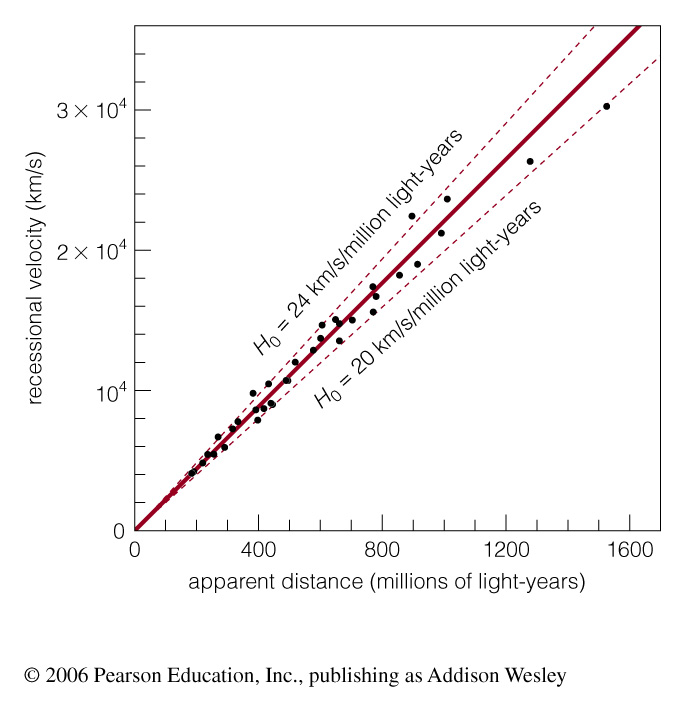 3 × 10⁴
2 × 10⁴
10⁴
0
recessional velocity (km/s)
H₀ = 24 km/s/million light-years
H₀ = 20 km/s/million light-years
0 400 800 1200 1600
apparent distance (millions of light-years)
© 2006 Pearson Education, Inc., publishing as Addison Wesley